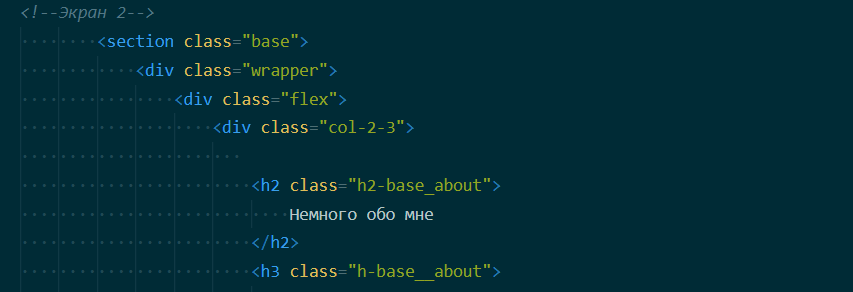 <!--Экран 2-->
<section class="base">
<div class="wrapper">
<div class="flex">
<div class="col-2-3">
<h2 class="h2-base_about">
Немного обо мне
</h2>
<h3 class="h-base__about">